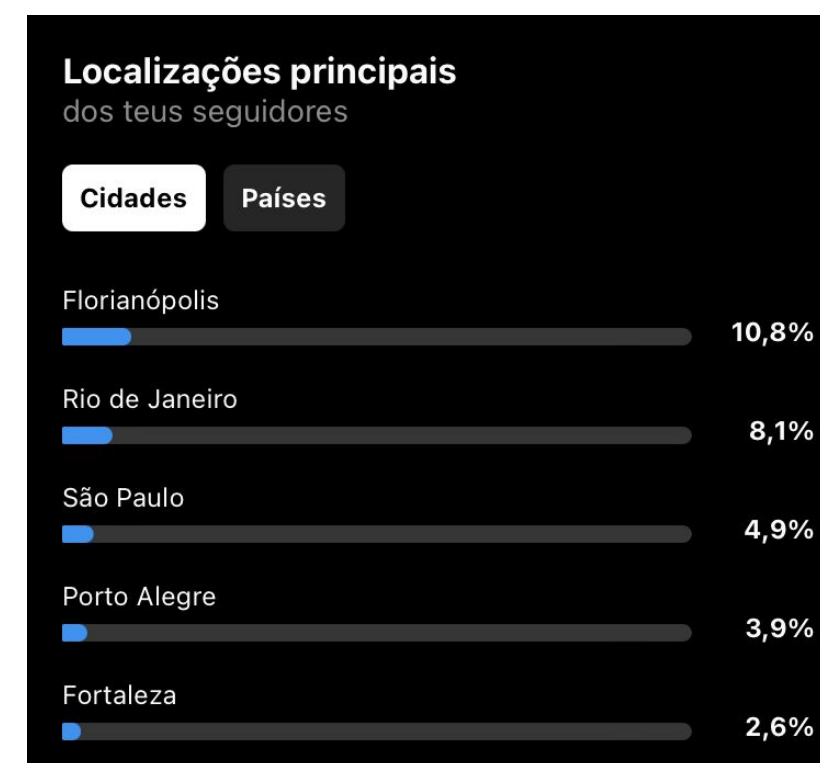 Localizações principais
dos teus seguidores
Cidades Países
Florianópolis
10,8%
Rio de Janeiro
8,1%
São Paulo
4,9%
Porto Alegre
3,9%
Fortaleza
2,6%